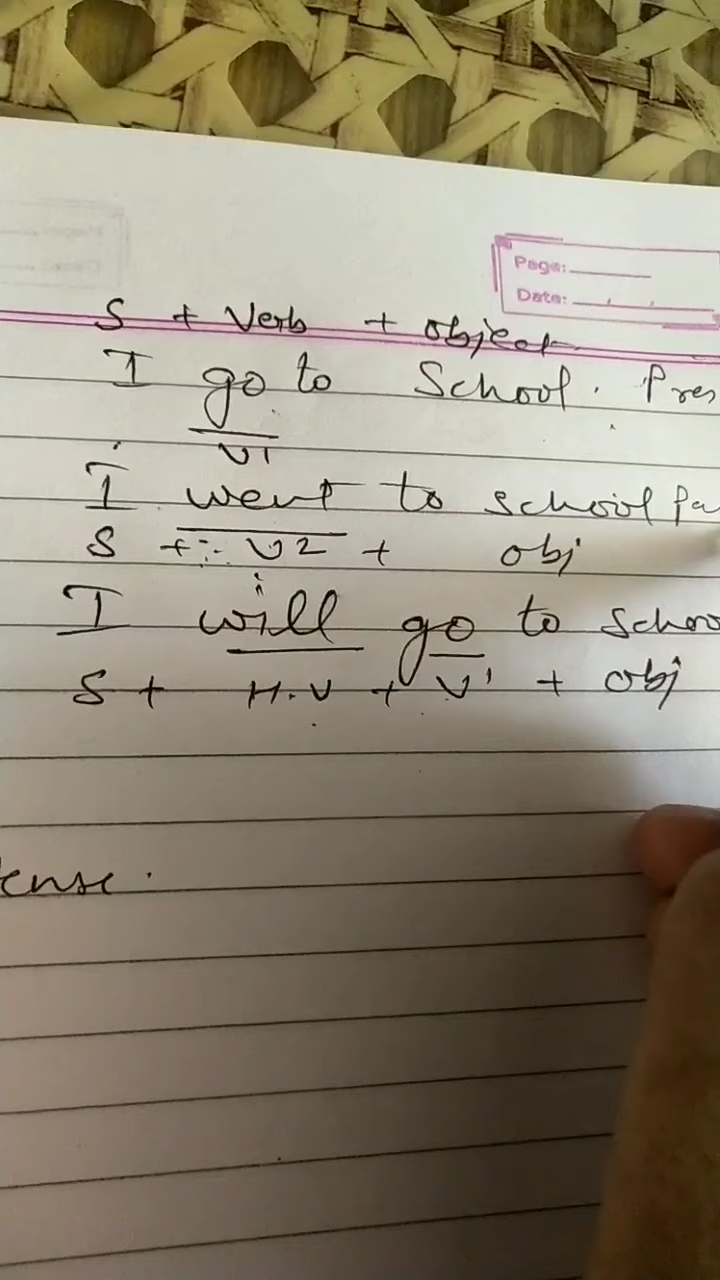 Page:
Date:
S + Verb + object
I go to School. Pres
V1
I went to school Pa
S + V2 + obj
I will go to schoo
S + H.V + V1 + obj
ense.